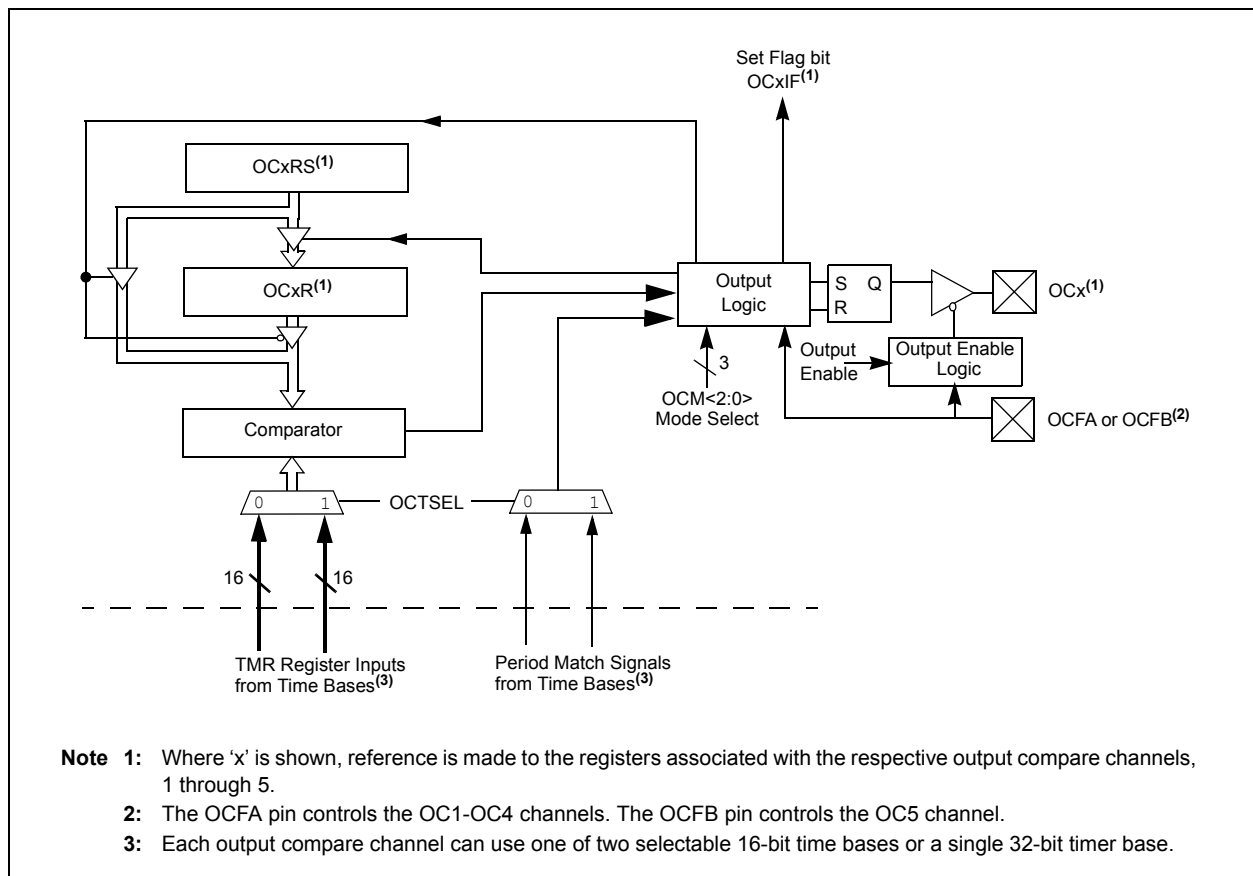 Set Flag bit
OCxIF(1)
OCxRS(1)
OCxR(1)
Output
Logic
S Q
R
OCx(1)
Output
Enable
Output Enable
Logic
3
OCM<2:0>
Mode Select
OCFA or OCFB(2)
Comparator
0 1
OCTSEL
0 1
16
16
TMR Register Inputs
from Time Bases(3)
Period Match Signals
from Time Bases(3)
Note 1: Where ‘x’ is shown, reference is made to the registers associated with the respective output compare channels,
1 through 5.
2: The OCFA pin controls the OC1-OC4 channels. The OCFB pin controls the OC5 channel.
3: Each output compare channel can use one of two selectable 16-bit time bases or a single 32-bit timer base.